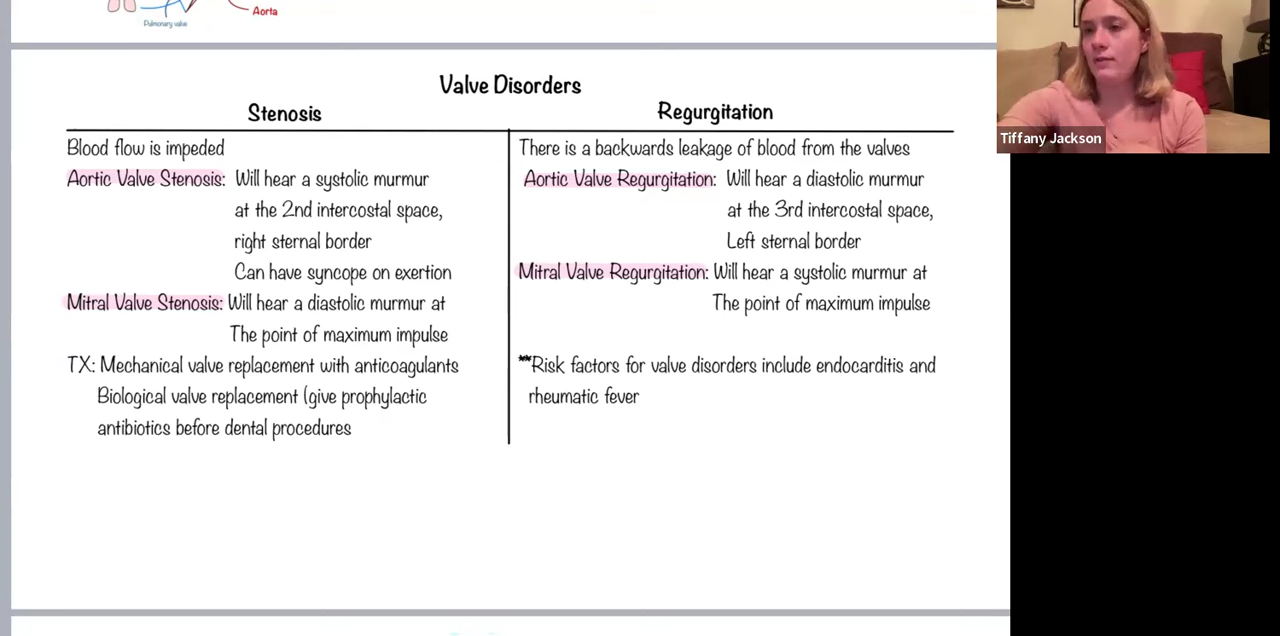 Aorta
Pulmonary valve
Valve Disorders
Stenosis
Regurgitation
Blood flow is impeded
Aortic Valve Stenosis: Will hear a systolic murmur
at the 2nd intercostal space,
right sternal border
Can have syncope on exertion
Mitral Valve Stenosis: Will hear a diastolic murmur at
The point of maximum impulse
TX: Mechanical valve replacement with anticoagulants
Biological valve replacement (give prophylactic
antibiotics before dental procedures
There is a backwards leakage of blood from the valves
Aortic Valve Regurgitation: Will hear a diastolic murmur
at the 3rd intercostal space,
Left sternal border
Mitral Valve Regurgitation: Will hear a systolic murmur at
The point of maximum impulse
**Risk factors for valve disorders include endocarditis and
rheumatic fever
Tiffany Jackson